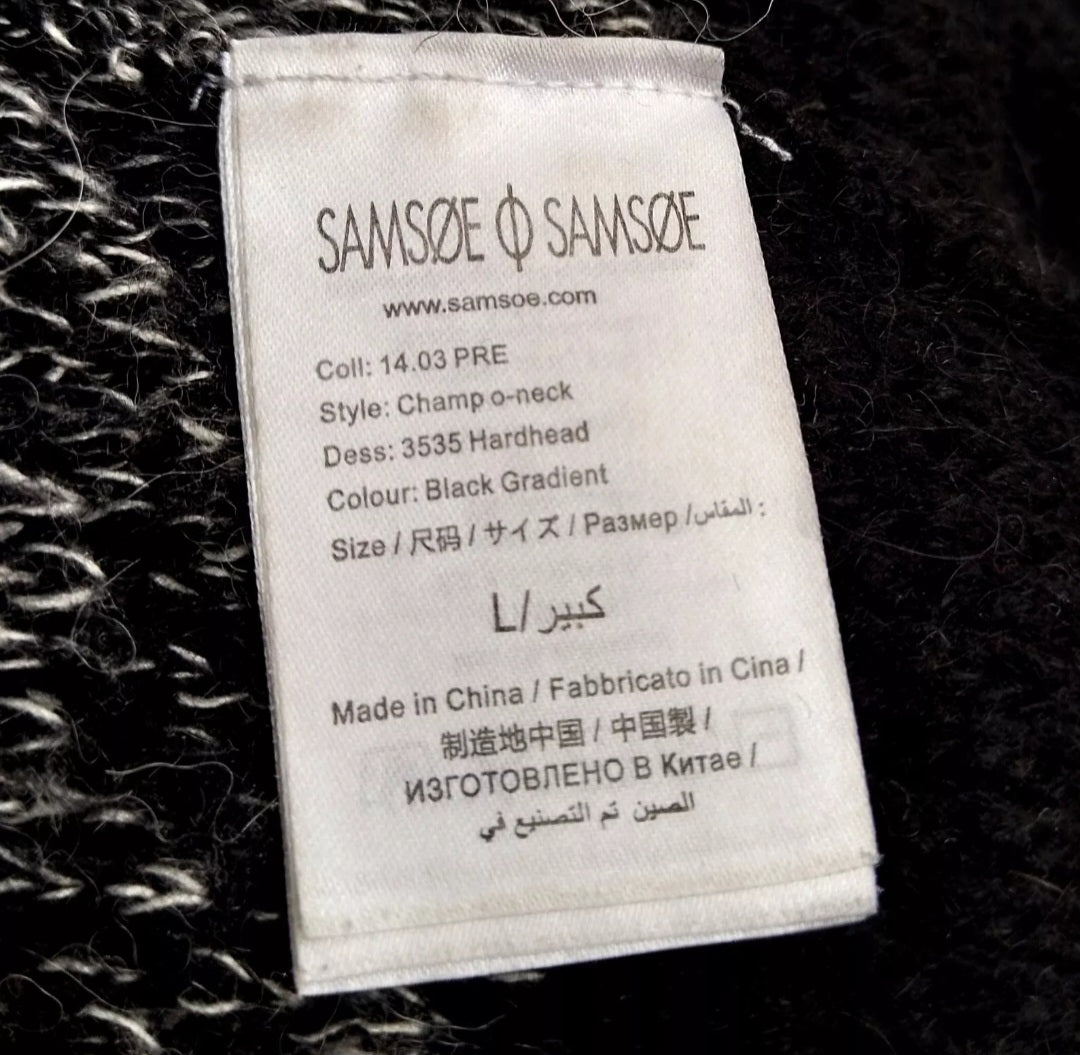 SAMSØE Φ SAMSØE
www.samsoe.com
Coll: 14.03 PRE
Style: Champ o-neck
Dess: 3535 Hardhead
Colour: Black Gradient
Size / 尺码 / サイズ / Размер / المقاس :
L/ كبير
Made in China / Fabbricato in Cina /
制造地中国 / 中国製 /
ИЗГОТОВЛЕНО В Китае /
الصين تم التصنيع في